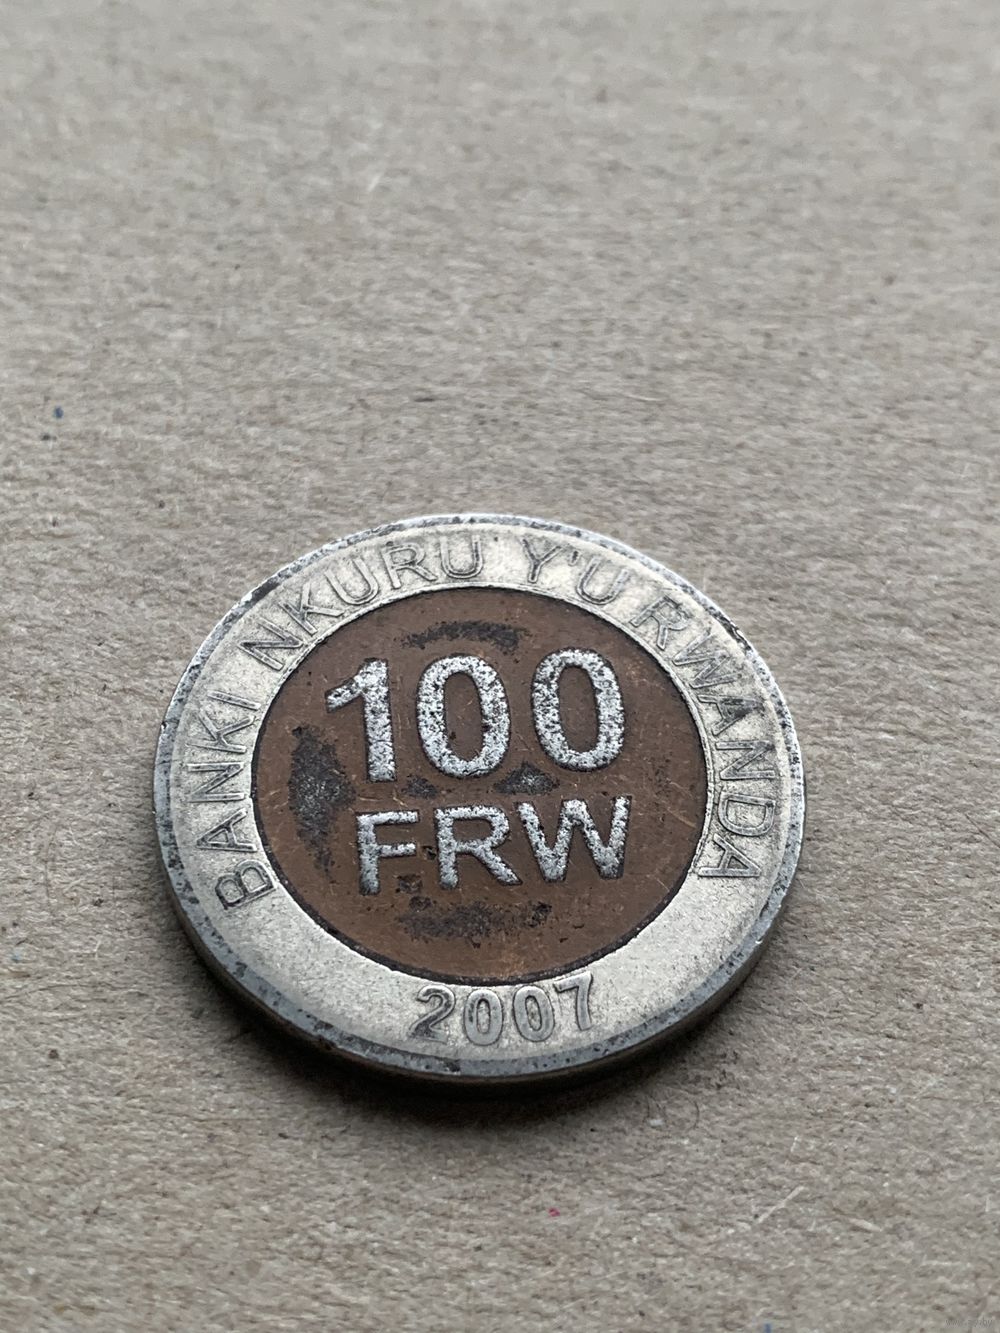 BANKI NKURU Y'U RWANDA
100
FRW
2007